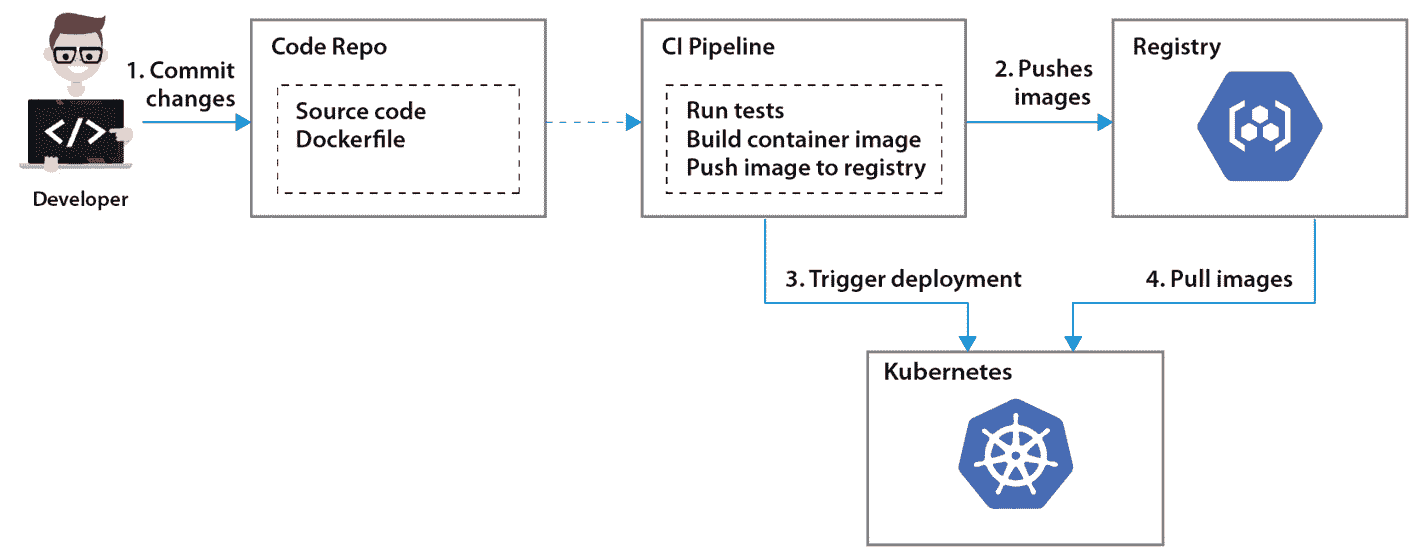 1. Commit
changes
Developer
Code Repo
Source code
Dockerfile
CI Pipeline
Run tests
Build container image
Push image to registry
2. Pushes
images
Registry
3. Trigger deployment
4. Pull images
Kubernetes